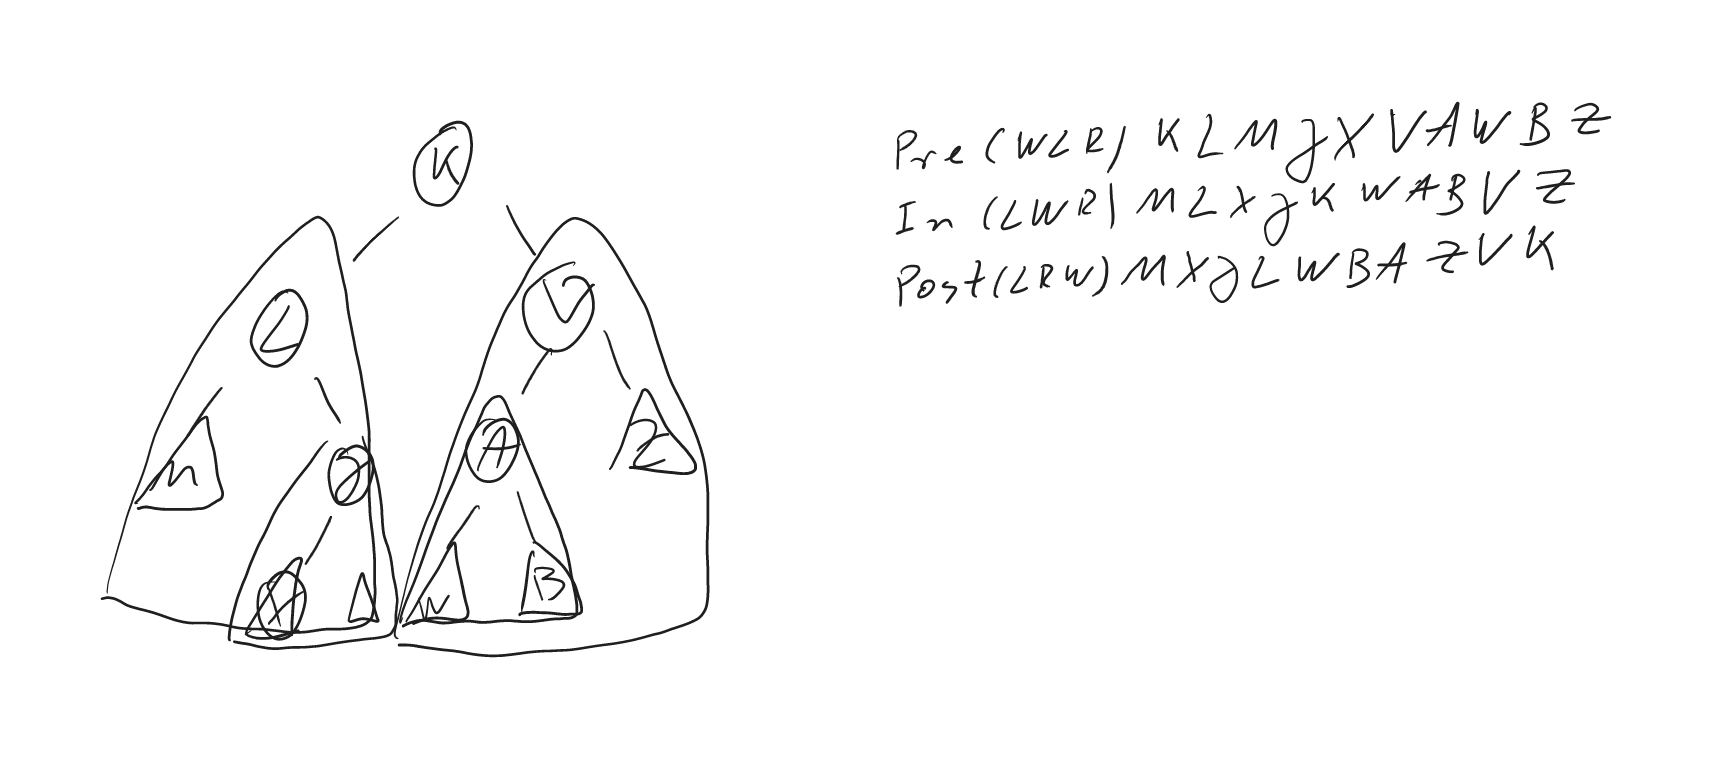 K
L
V
M
J
A
Z
X
W
B
Pre (WLR) K L M J X V A W B Z
In (LWR) M L X J K W A B V Z
Post (LRW) M X J L W B A Z V K